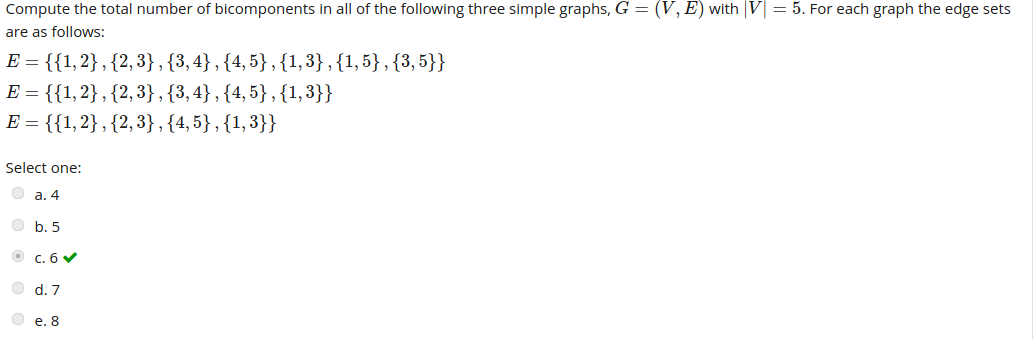 Compute the total number of bicomponents in all of the following three simple graphs, G = (V, E) with |V| = 5. For each graph the edge sets
are as follows:
E = {{1, 2} , {2, 3} , {3, 4} , {4, 5} , {1, 3} , {1, 5} , {3, 5}}
E = {{1, 2} , {2, 3} , {3, 4} , {4, 5} , {1, 3}}
E = {{1, 2} , {2, 3} , {4, 5} , {1, 3}}
Select one:
a. 4
b. 5
c. 6 ✔
d. 7
e. 8